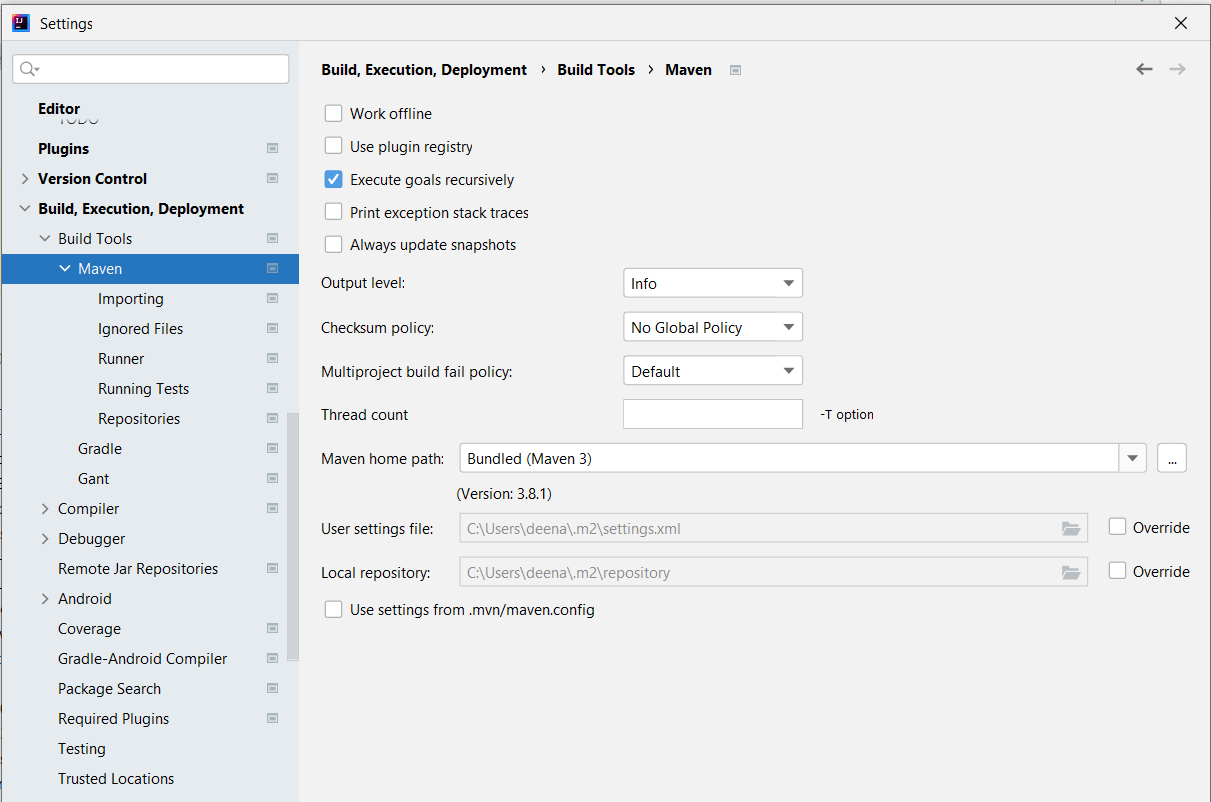 Settings
Editor
TODO
Plugins
Version Control
Build, Execution, Deployment
Build Tools
Maven
Importing
Ignored Files
Runner
Running Tests
Repositories
Gradle
Gant
Compiler
Debugger
Remote Jar Repositories
Android
Coverage
Gradle-Android Compiler
Package Search
Required Plugins
Testing
Trusted Locations
Build, Execution, Deployment › Build Tools › Maven
Work offline
Use plugin registry
Execute goals recursively
Print exception stack traces
Always update snapshots
Output level: Info
Checksum policy: No Global Policy
Multiproject build fail policy: Default
Thread count -T option
Maven home path: Bundled (Maven 3) ...
(Version: 3.8.1)
User settings file: C:\Users\deena\.m2\settings.xml Override
Local repository: C:\Users\deena\.m2\repository Override
Use settings from .mvn/maven.config